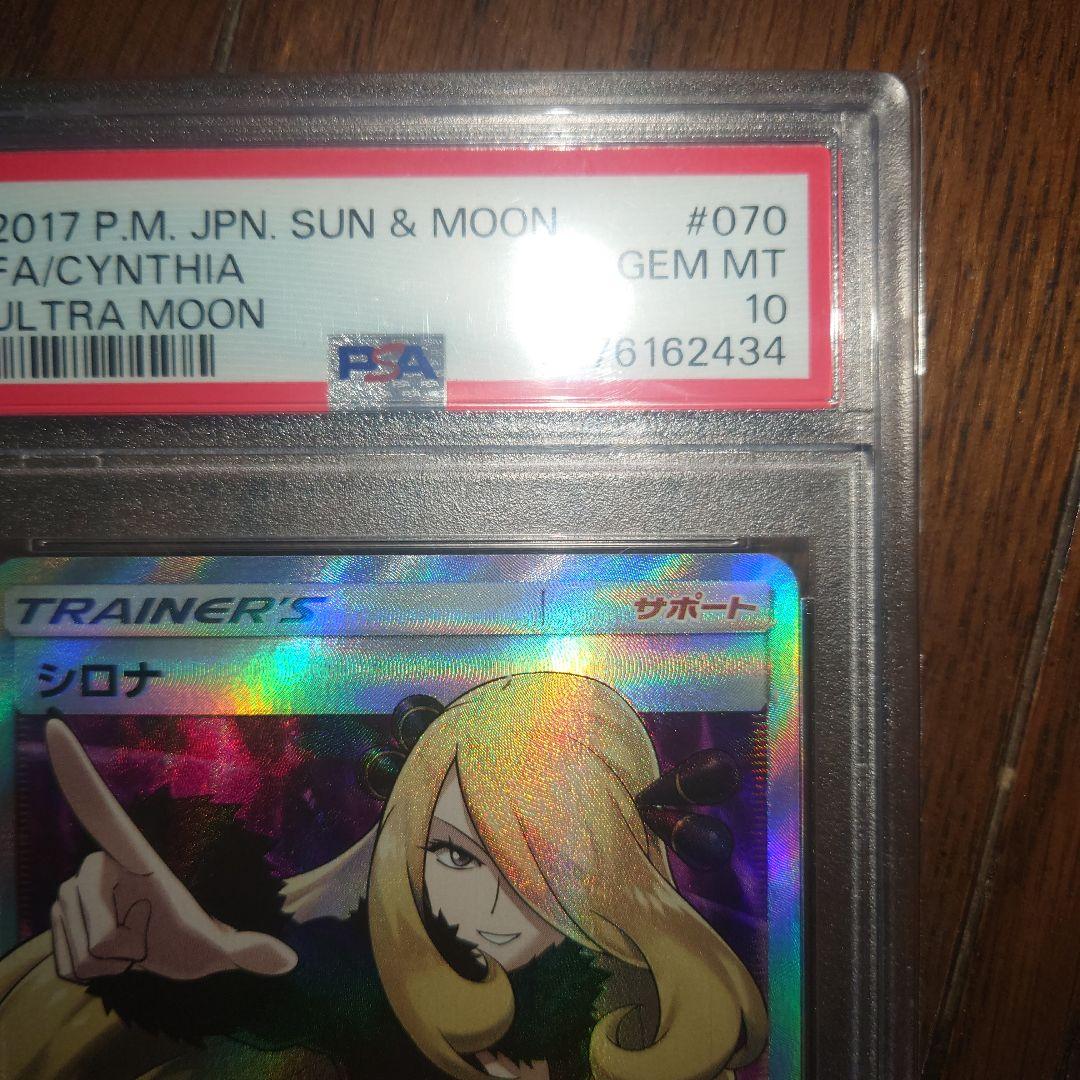 2017 P.M. JPN. SUN & MOON #070
FA/CYNTHIA GEM MT
ULTRA MOON 10
PSA 76162434
TRAINER'S サポート
シロナ